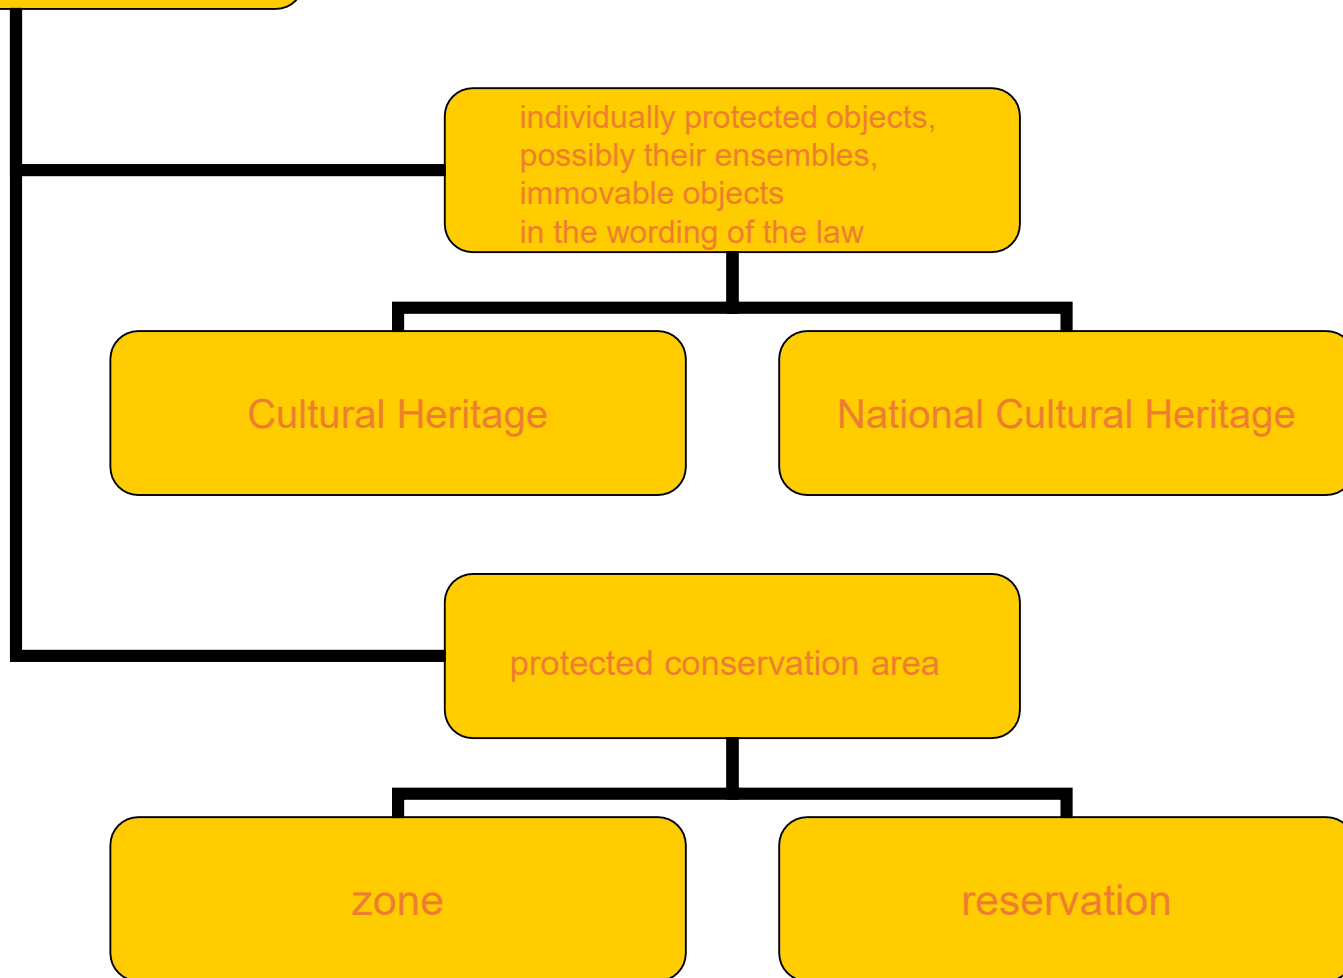 individually protected objects,
possibly their ensembles,
immovable objects
in the wording of the law
Cultural Heritage
National Cultural Heritage
protected conservation area
zone
reservation